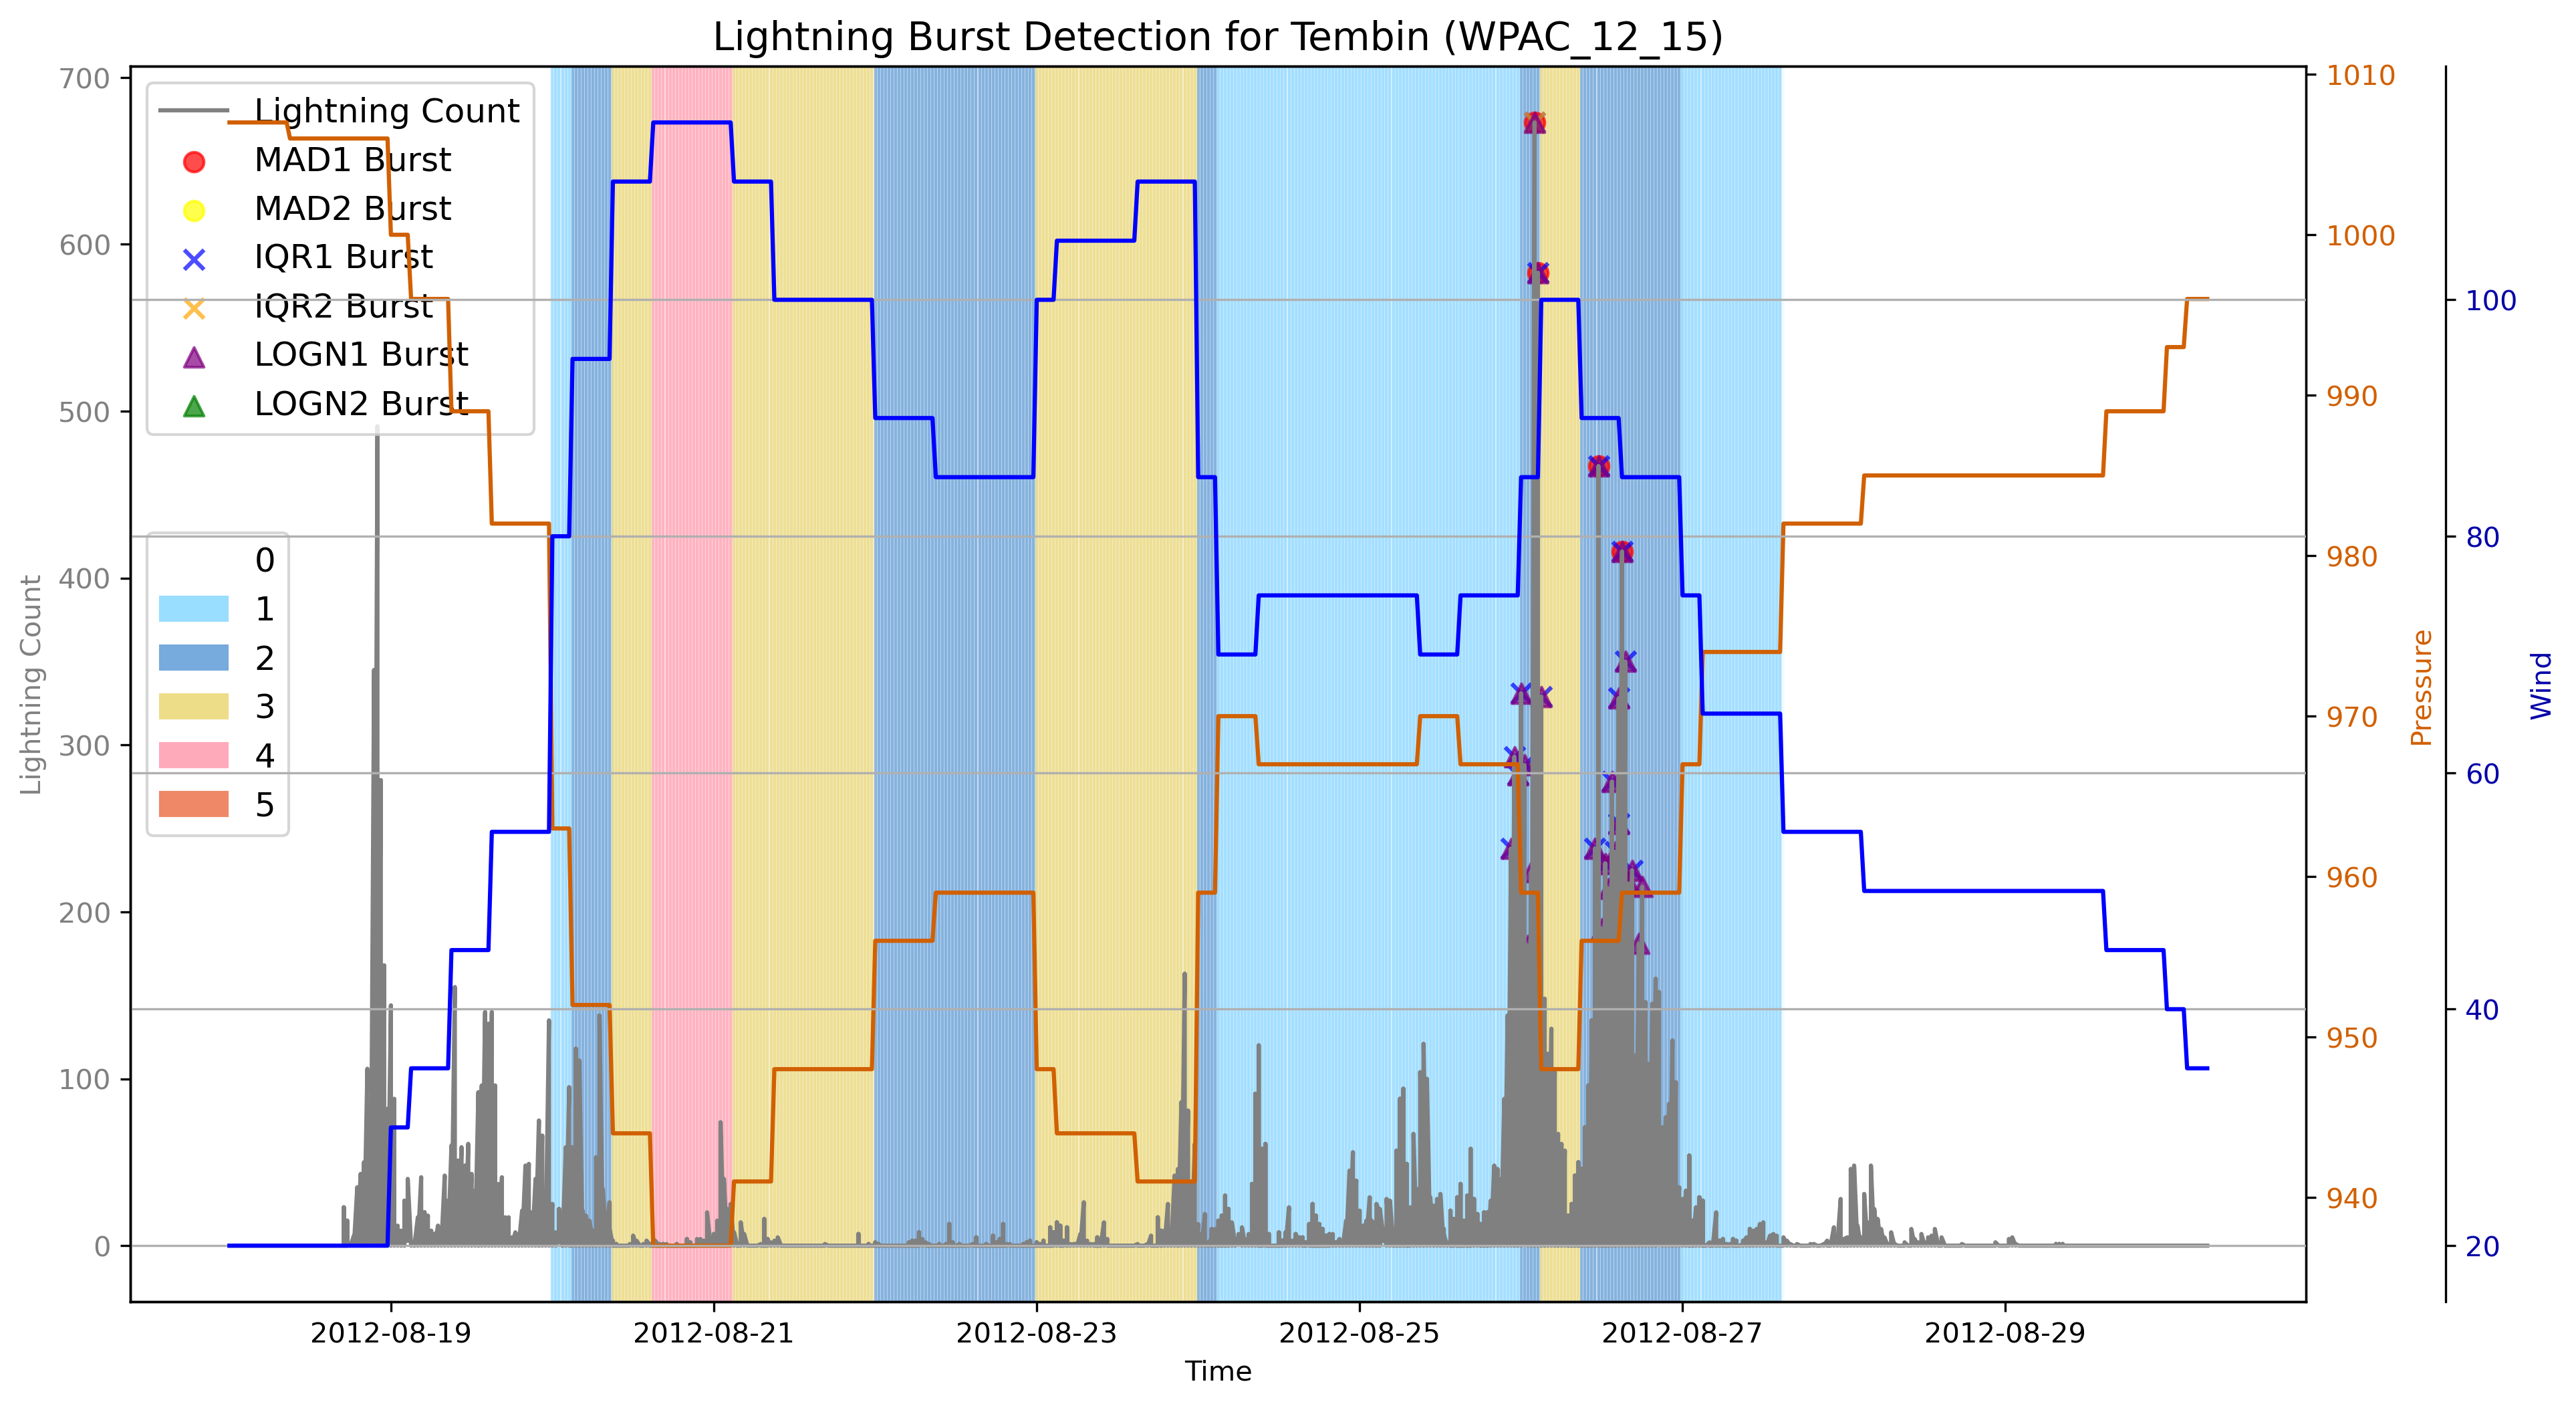 Lightning Burst Detection for Tembin (WPAC_12_15)
700
600
500
400
300
200
100
0
Lightning Count
Lightning Count
MAD1 Burst
MAD2 Burst
IQR1 Burst
IQR2 Burst
LOGN1 Burst
LOGN2 Burst
0
1
2
3
4
5
1010
1000
990
980
970
960
950
940
Pressure
100
80
60
40
20
Wind
2012-08-19
2012-08-21
2012-08-23
2012-08-25
2012-08-27
2012-08-29
Time